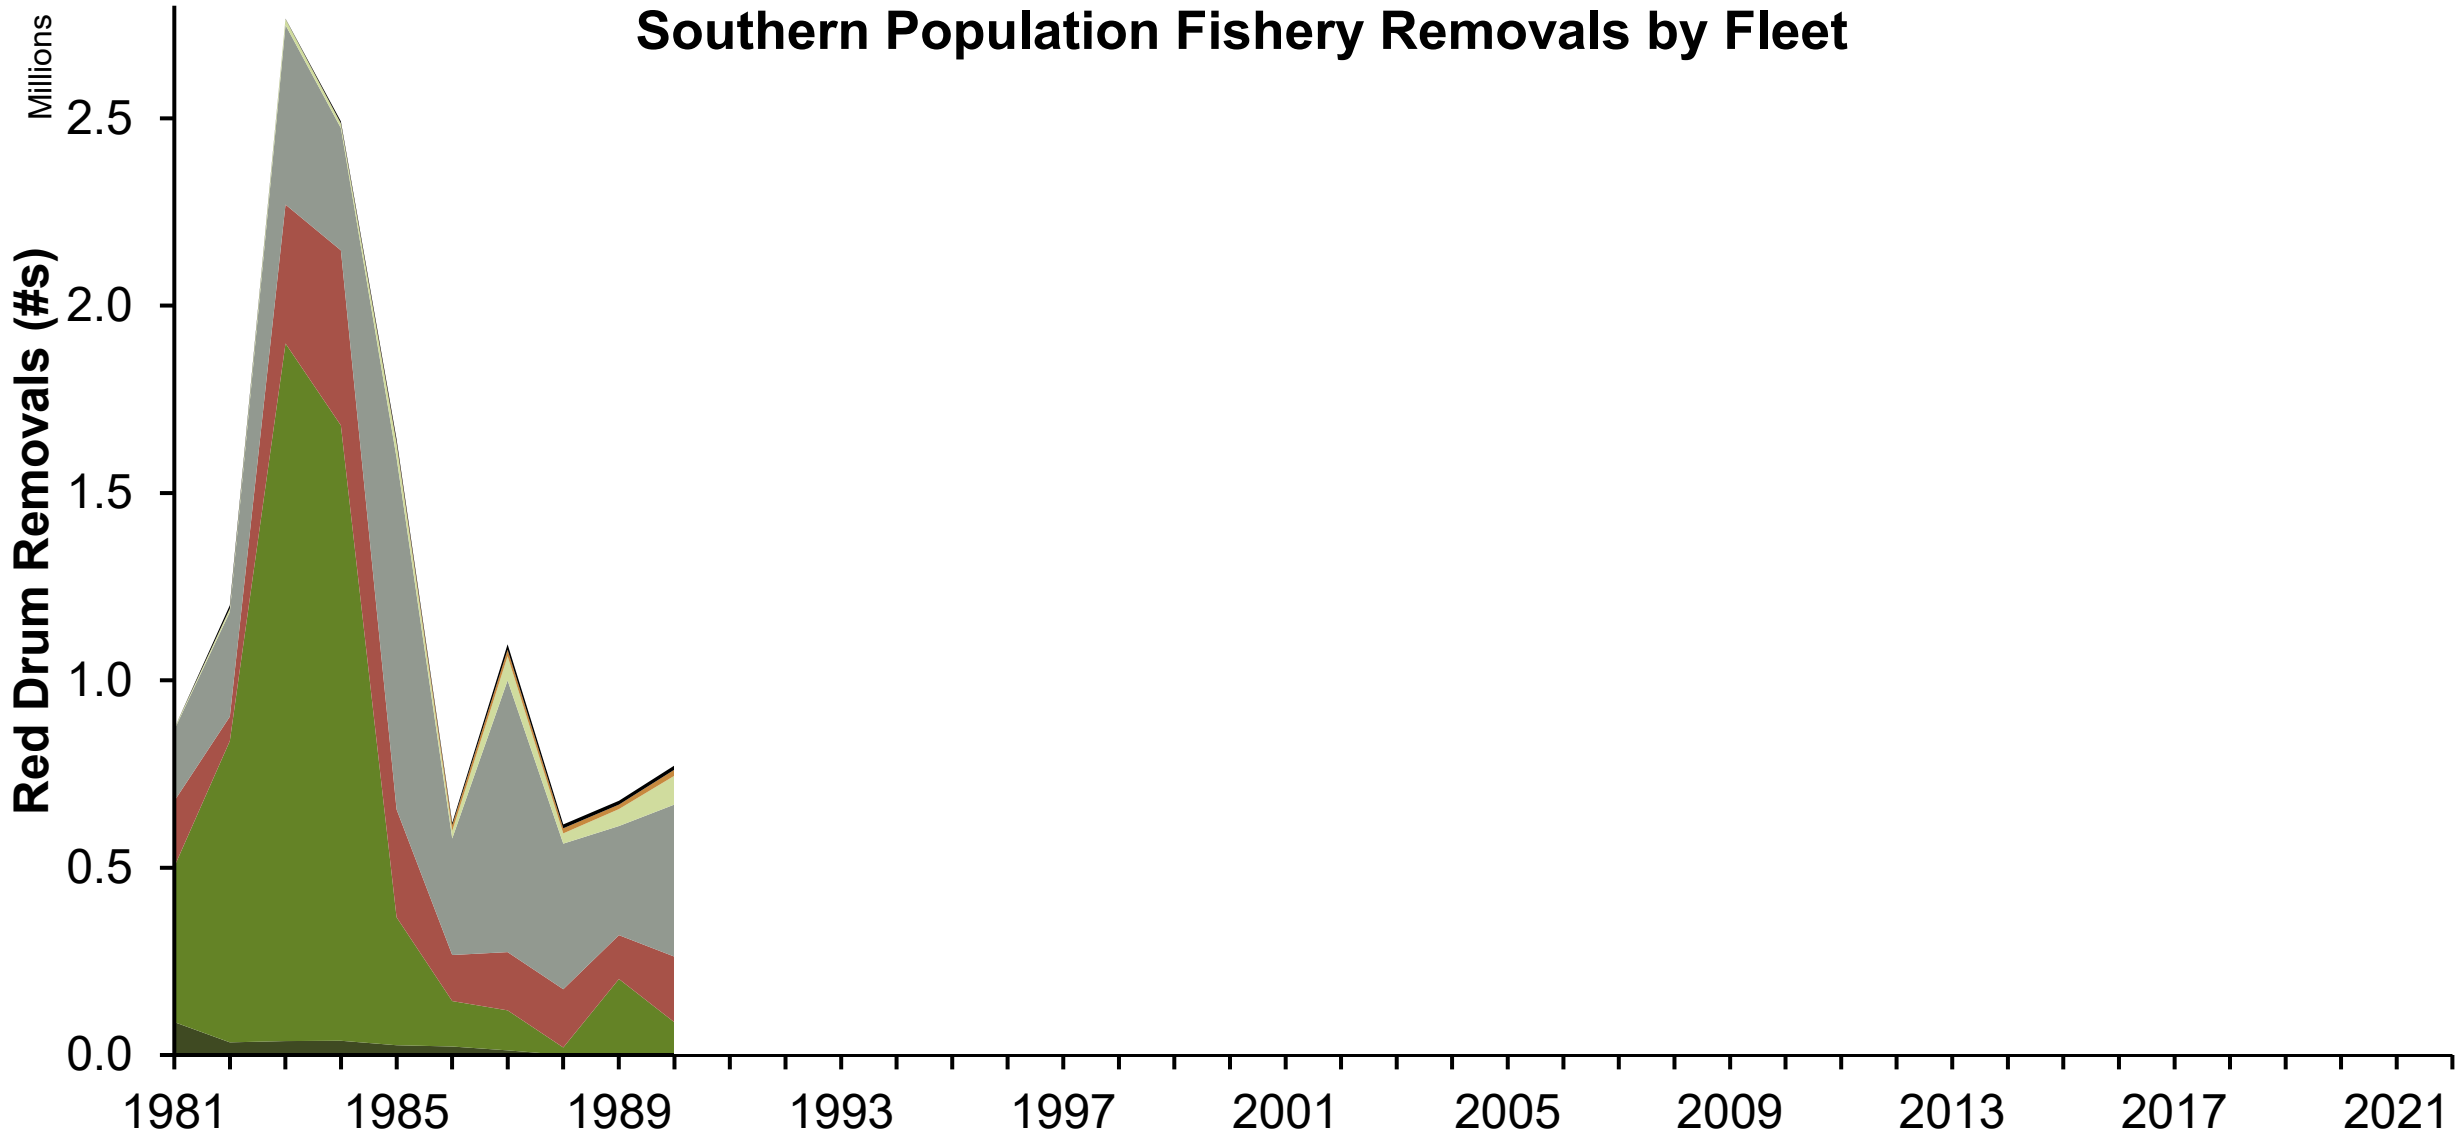 Southern Population Fishery Removals by Fleet
Millions
Red Drum Removals (#s)
2.5
2.0
1.5
1.0
0.5
0.0
1981 1985 1989 1993 1997 2001 2005 2009 2013 2017 2021